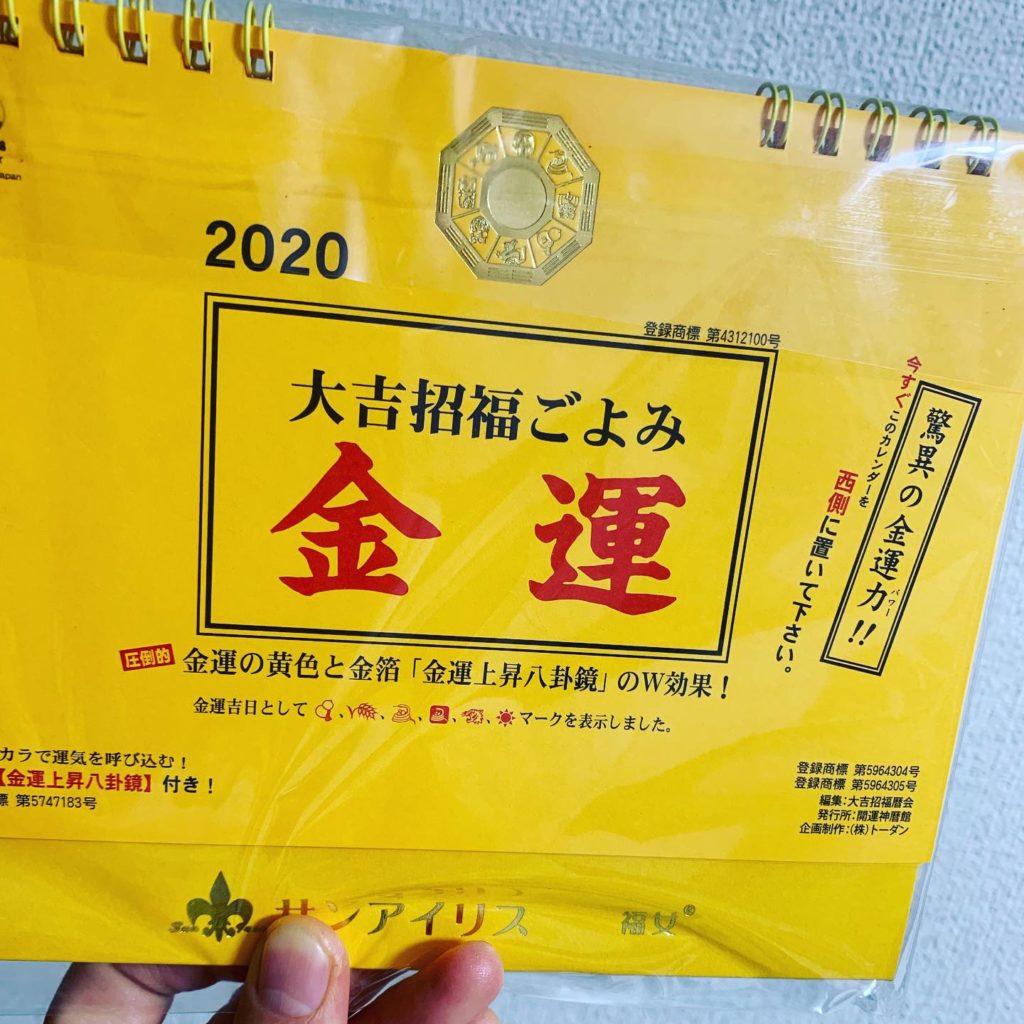 apan
2020
登録商標 第4312100号
大吉招福ごよみ
金運
驚異の金運力!!
パワー
今すぐこのカレンダーを
西側に置いて下さい。
圧倒的 金運の黄色と金箔「金運上昇八卦鏡」のW効果!
金運吉日として 、、、、、マークを表示しました。
カラで運気を呼び込む!
【金運上昇八卦鏡】付き!
標 第5747183号
登録商標 第5964304号
登録商標 第5964305号
編集:大吉招福暦会
発行所:開運神暦館
企画制作:(株)トーダン
サンアイリス 福女®